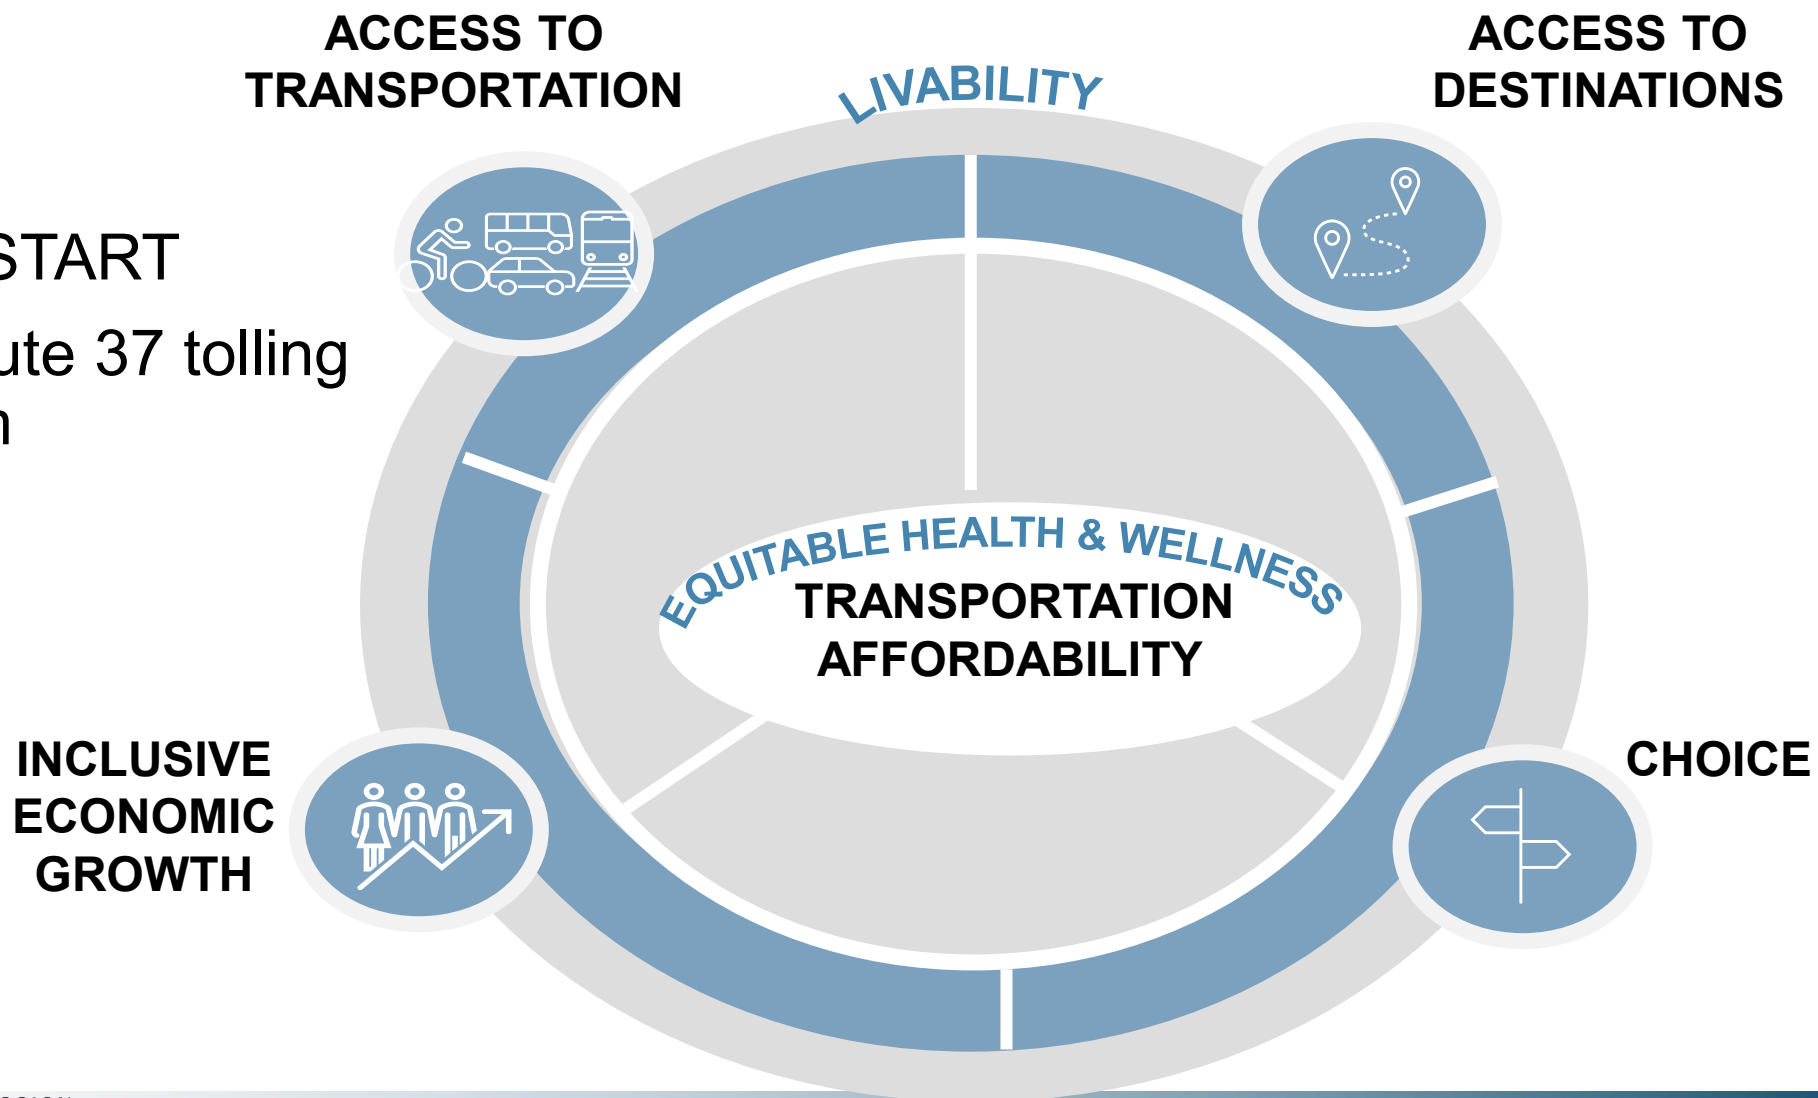 ACCESS TO
TRANSPORTATION
LIVABILITY
ACCESS TO
DESTINATIONS
START
ute 37 tolling
EQUITABLE HEALTH & WELLNESS
TRANSPORTATION
AFFORDABILITY
INCLUSIVE
ECONOMIC
GROWTH
CHOICE